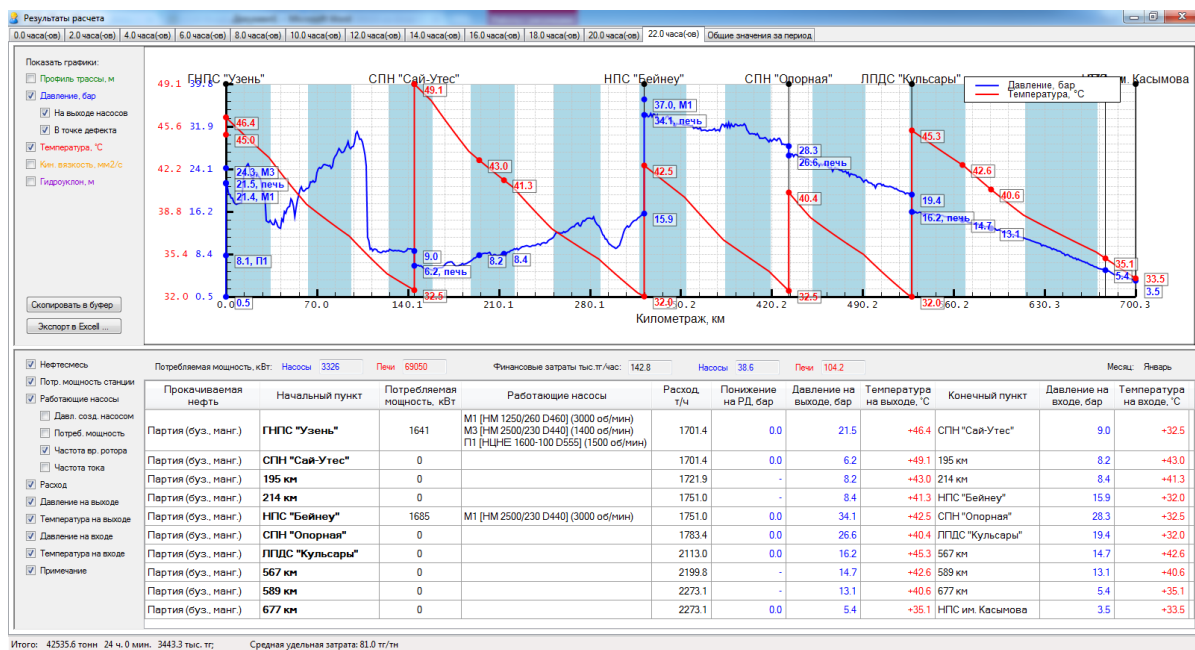 Результаты расчета
0.0 часа(-ов) 2.0 часа(-ов) 4.0 часа(-ов) 6.0 часа(-ов) 8.0 часа(-ов) 10.0 часа(-ов) 12.0 часа(-ов) 14.0 часа(-ов) 16.0 часа(-ов) 18.0 часа(-ов) 20.0 часа(-ов) 22.0 часа(-ов) Общие значения за период
Показать графики:
Профиль трассы, м
Давление, бар
На выходе насосов
В точке дефекта
Температура, °C
Кин. вязкость. мм2/с
Гидроуклон, м
Скопировать в буфер
Экспорт в Excell ...
ГНПС "Узень" СПН "Сай-Утес" НПС "Бейнеу" СПН "Опорная" ЛПДС "Кульсары" им. Касымова
Давление, бар
Температура, °C
49.1 39.8
45.6 31.9
42.2 24.1
38.8 16.2
35.4 8.4
32.0 0.5
46.4
45.0
24.3, М3
21.5, печь
21.4, М1
8.1, П1
0.5
49.1
9.0
6.2, печь
32.5
43.0
41.3
8.2
8.4
37.0, М1
34.1, печь
42.5
15.9
32.0
28.3
26.6, печь
40.4
32.5
45.3
19.4
16.2, печь
32.0
42.6
40.6
14.7
13.1
35.1
5.4
33.5
3.5
0.0 70.0 140.1 210.1 280.1 350.2 420.2 490.2 560.2 630.3 700.3
Километраж, км
Нефтесмесь
Потр. мощность станции
Работающие насосы
Давл. созд. насосом
Потреб. мощность
Частота вр. ротора
Частота тока
Расход
Давление на выходе
Температура на выходе
Давление на входе
Температура на входе
Примечание
Потребляемая мощность, кВт: Насосы 3326 Печи 69050 Финансовые затраты тыс.тг/час: 142.8 Насосы 38.6 Печи 104.2 Месяц: Январь
Прокачиваемая нефть Начальный пункт Потребляемая мощность, кВт Работающие насосы Расход т/ч Понижение на РД, бар Давление на выходе, бар Температура на выходе, °C Конечный пункт Давление на входе, бар Температура на входе, °C
М1 [НМ 1250/260 D460] (3000 об/мин)
Партия (буз., манг.) ГНПС "Узень" 1641 М3 [НМ 2500/230 D440] (1400 об/мин) 1701.4 0.0 21.5 +46.4 СПН "Сай-Утес" 9.0 +32.5
П1 [НЦНЕ 1600-100 D555] (1500 об/мин)
Партия (буз., манг.) СПН "Сай-Утес" 0 1701.4 0.0 6.2 +49.1 195 км 8.2 +43.0
Партия (буз., манг.) 195 км 0 1721.9 - 8.2 +43.0 214 км 8.4 +41.3
Партия (буз., манг.) 214 км 0 1751.0 - 8.4 +41.3 НПС "Бейнеу" 15.9 +32.0
Партия (буз., манг.) НПС "Бейнеу" 1685 М1 [НМ 2500/230 D440] (3000 об/мин) 1751.0 0.0 34.1 +42.5 СПН "Опорная" 28.3 +32.5
Партия (буз., манг.) СПН "Опорная" 0 1783.4 0.0 26.6 +40.4 ЛПДС "Кульсары" 19.4 +32.0
Партия (буз., манг.) ЛПДС "Кульсары" 0 2113.0 0.0 16.2 +45.3 567 км 14.7 +42.6
Партия (буз., манг.) 567 км 0 2199.8 - 14.7 +42.6 589 км 13.1 +40.6
Партия (буз., манг.) 589 км 0 2273.1 - 13.1 +40.6 677 км 5.4 +35.1
Партия (буз., манг.) 677 км 0 2273.1 0.0 5.4 +35.1 НПС им. Касымова 3.5 +33.5
Итого: 42535.6 тонн 24 ч. 0 мин. 3443.3 тыс. тг; Средняя удельная затрата: 81.0 тг/тн